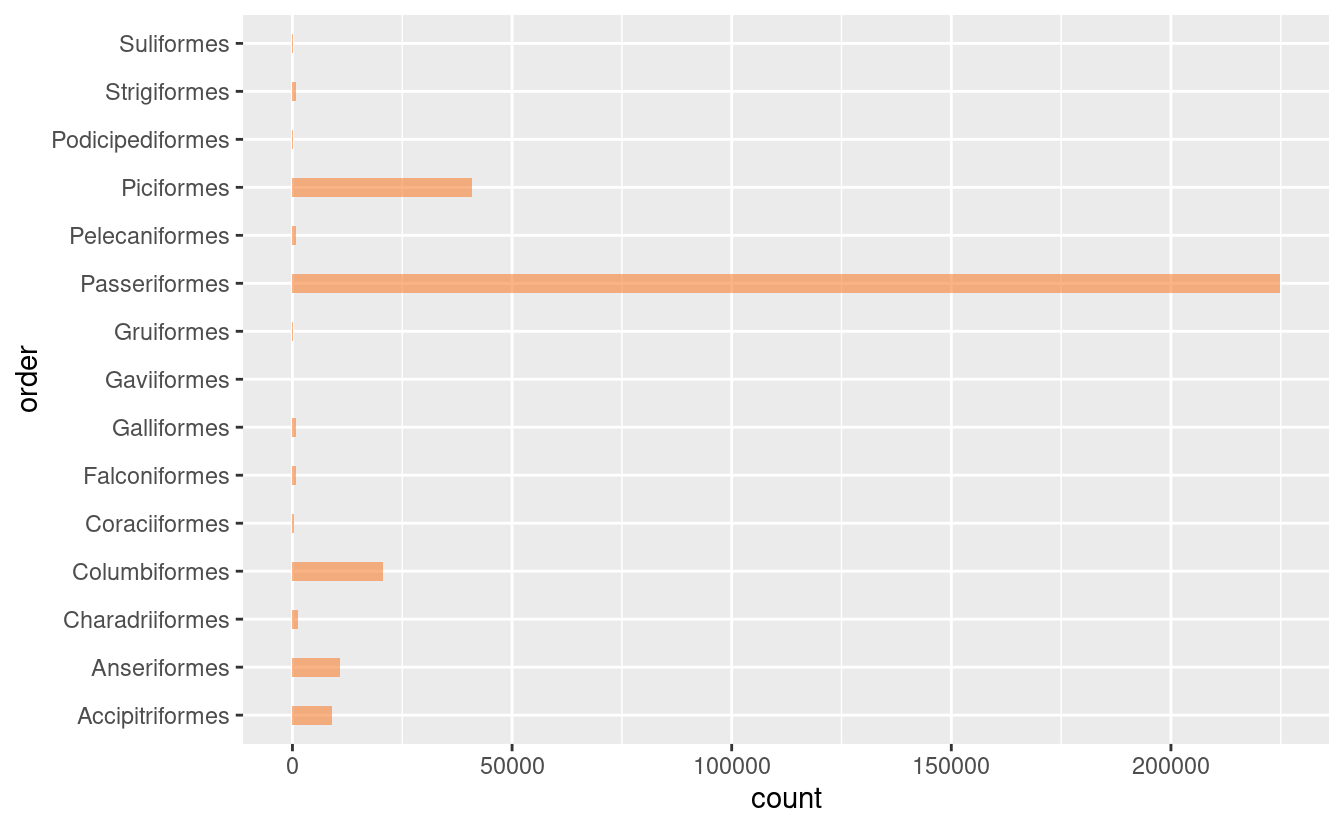 Suliformes
Strigiformes
Podicipediformes
Piciformes
Pelecaniformes
Passeriformes
Gruiformes
Gaviiformes
Galliformes
Falconiformes
Coraciiformes
Columbiformes
Charadriiformes
Anseriformes
Accipitriformes
order
0 50000 100000 150000 200000
count